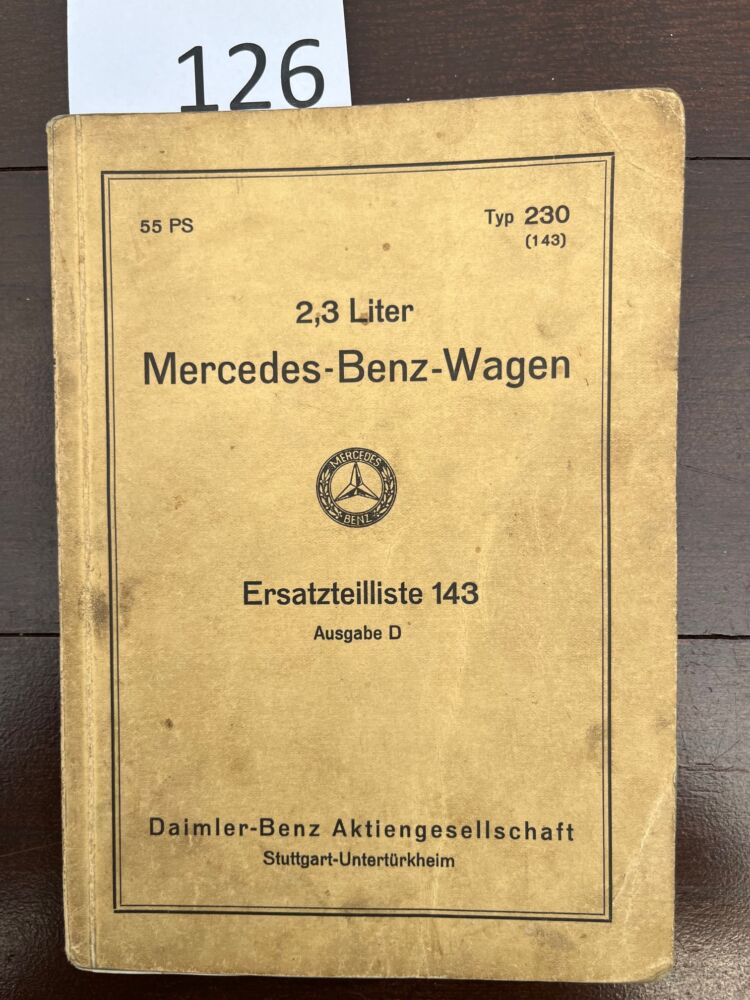 126
55 PS
Typ 230
(143)
2,3 Liter
Mercedes-Benz-Wagen
MERCEDES
BENZ
Ersatzteilliste 143
Ausgabe D
Daimler-Benz Aktiengesellschaft
Stuttgart-Untertürkheim